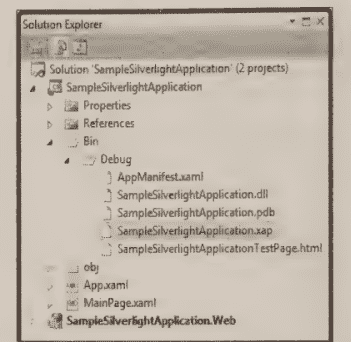 Solution Explorer
Solution 'SampleSilverlightApplication' (2 projects)
SampleSilverlightApplication
Properties
References
Bin
Debug
AppManifest.xaml
SampleSilverlightApplication.dll
SampleSilverlightApplication.pdb
SampleSilverlightApplication.xap
SampleSilverlightApplicationTestPage.html
obj
App.xaml
MainPage.xaml
SampleSilverlightApplication.Web